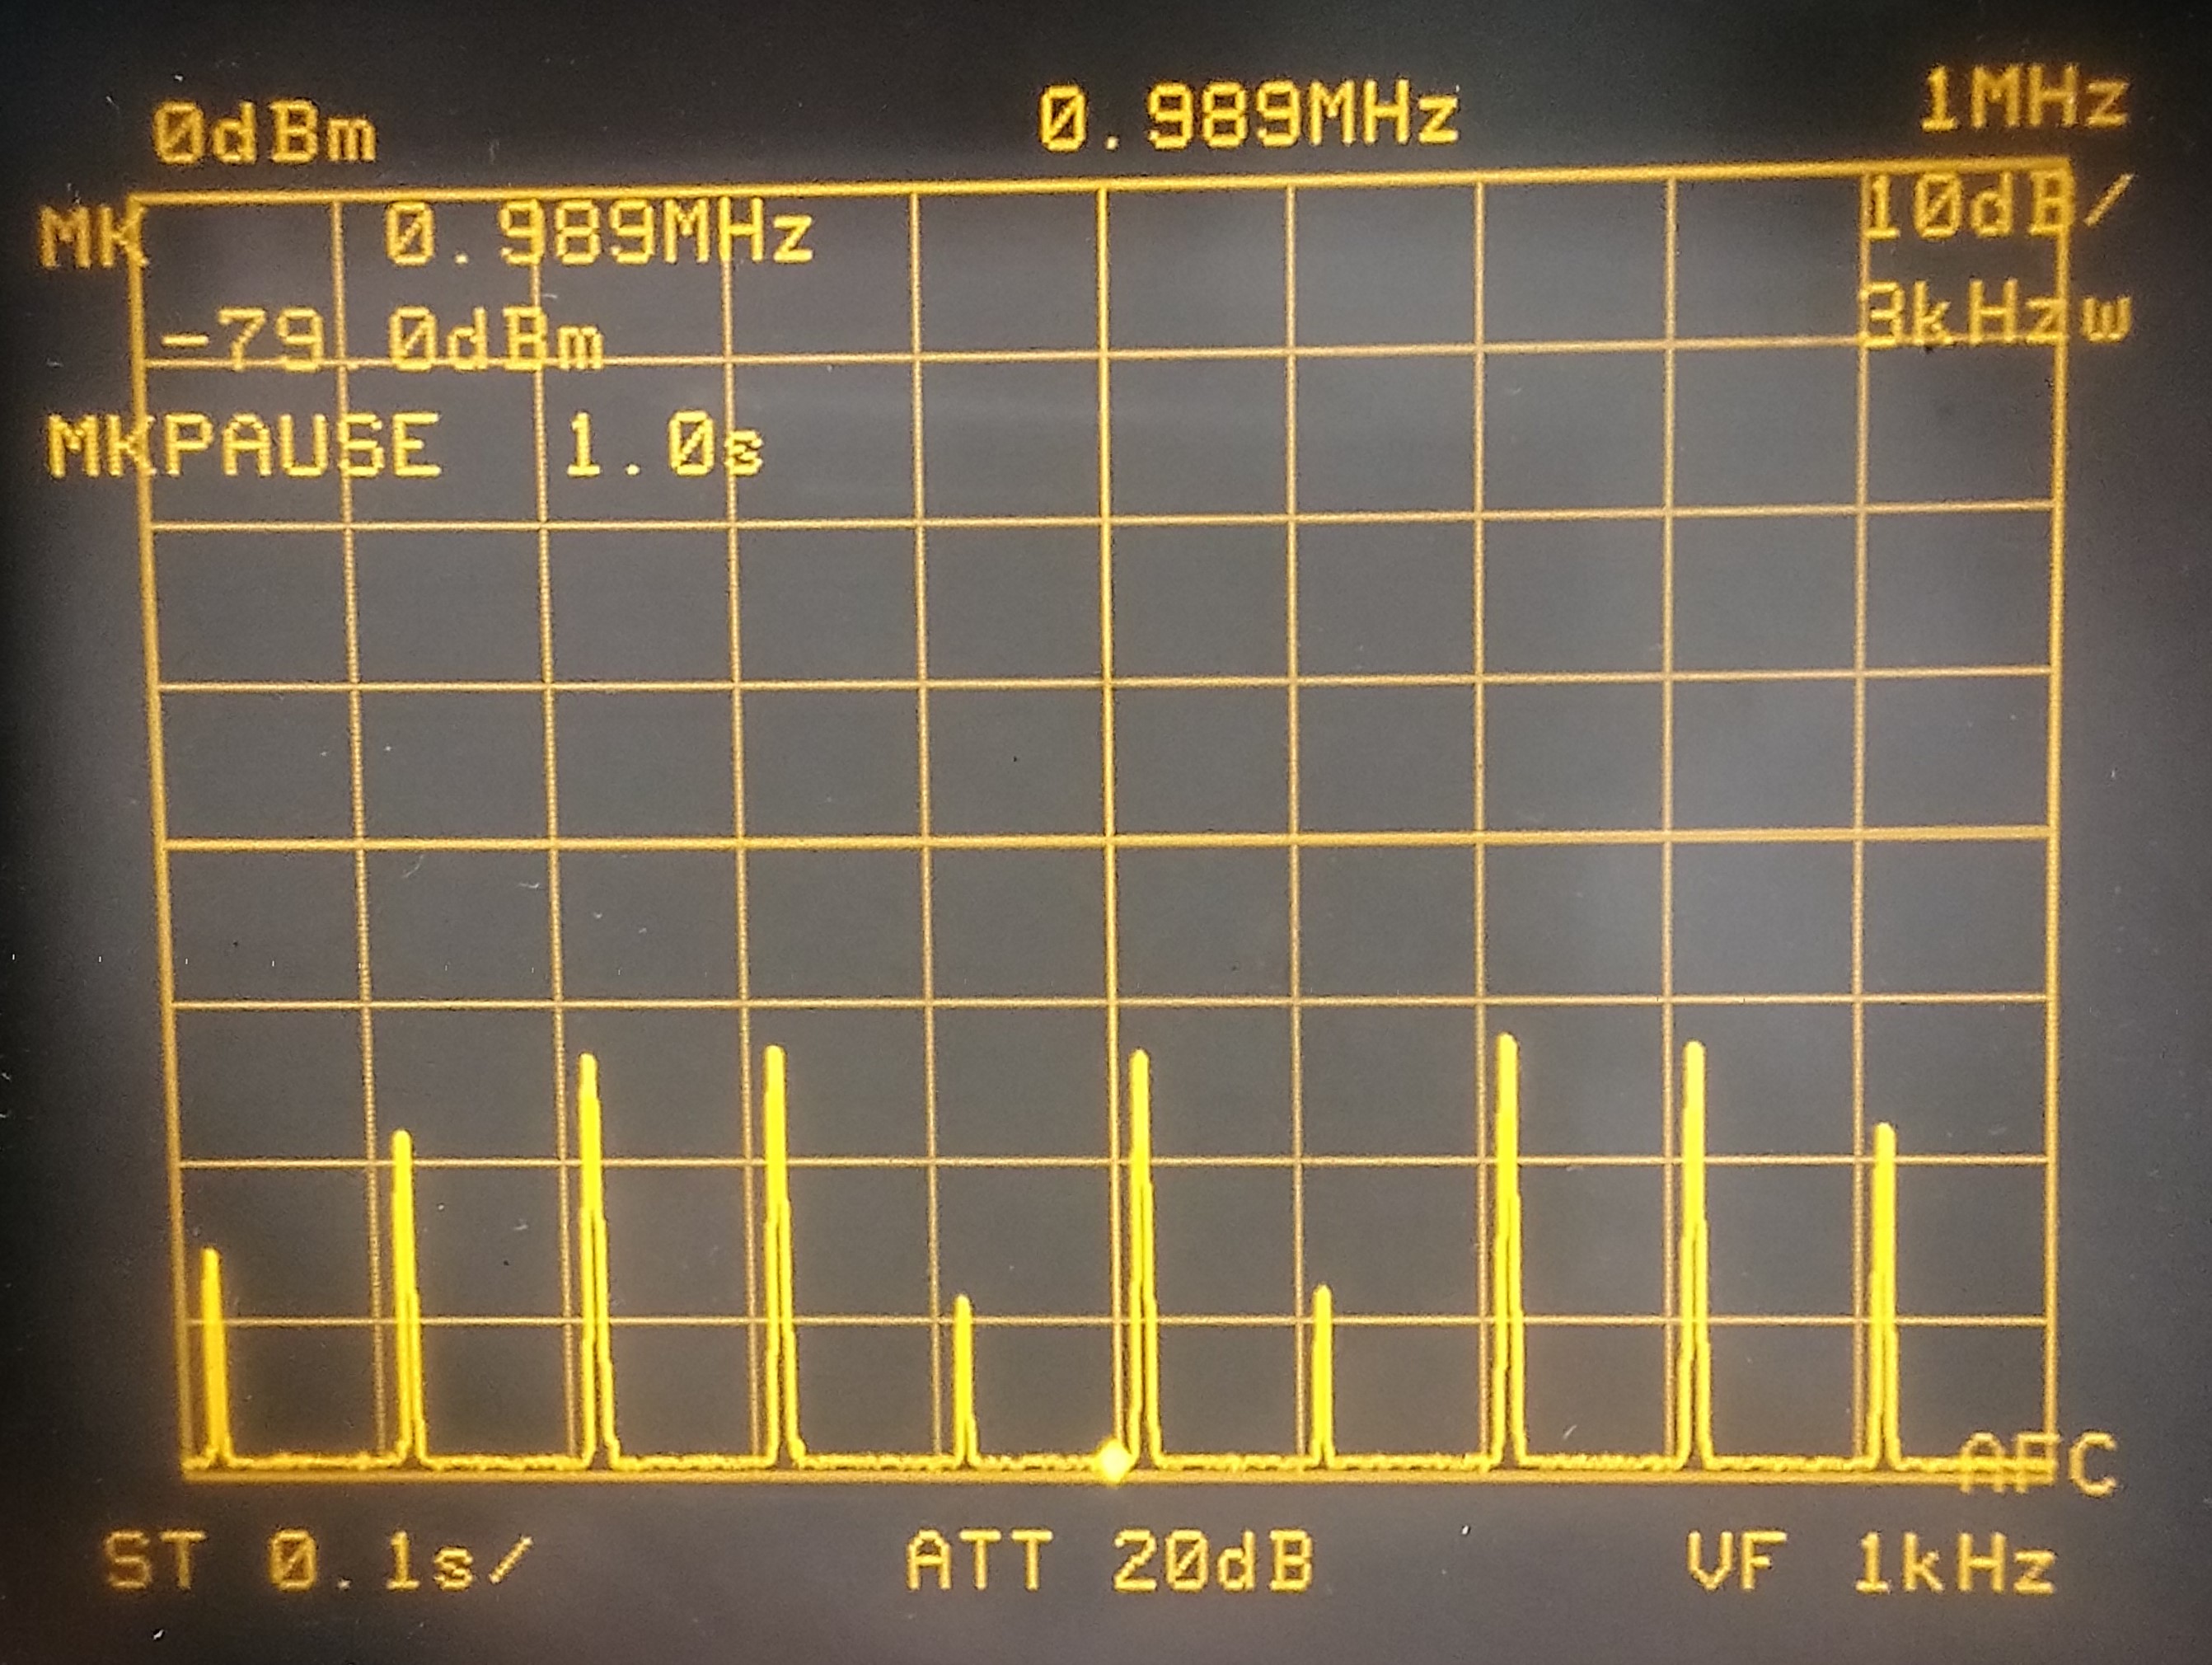 0dBm 0.989MHz 1MHz
MK 0.989MHz 10dB/
-79.0dBm 3kHzw
MKPAUSE 1.0s
AFC
ST 0.1s/ ATT 20dB VF 1kHz